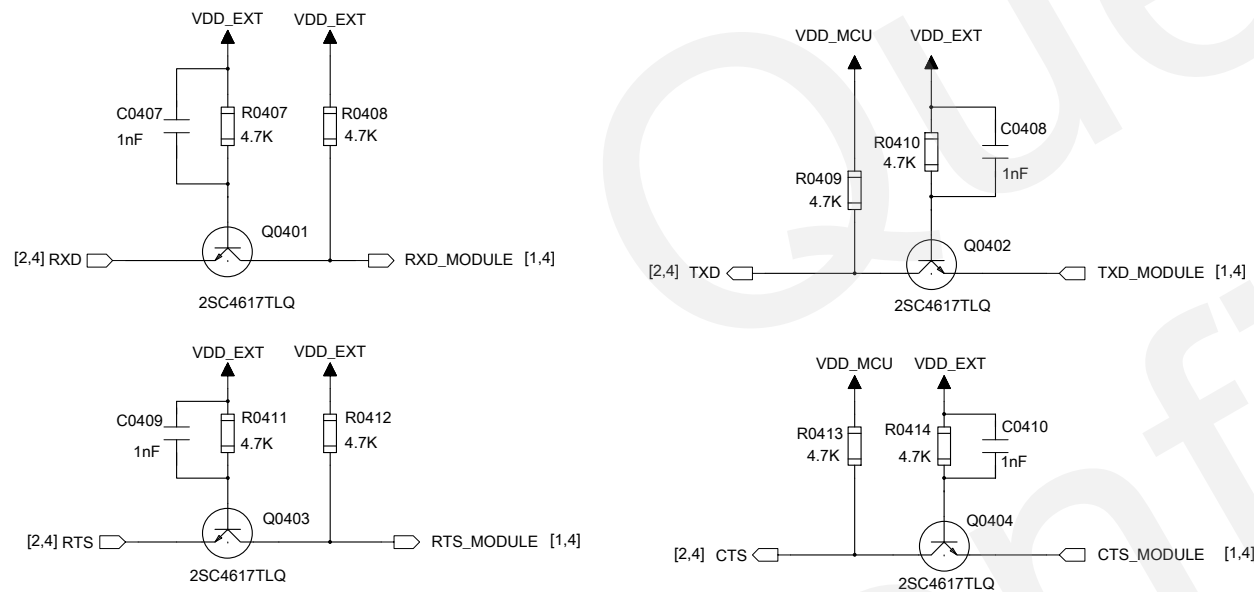 VDD_EXT VDD_EXT
C0407
1nF
R0407
4.7K
R0408
4.7K
Q0401
[2,4] RXD
RXD_MODULE [1,4]
2SC4617TLQ
VDD_MCU VDD_EXT
R0409
4.7K
R0410
4.7K
C0408
1nF
Q0402
[2,4] TXD
TXD_MODULE [1,4]
2SC4617TLQ
VDD_EXT VDD_EXT
C0409
1nF
R0411
4.7K
R0412
4.7K
Q0403
[2,4] RTS
RTS_MODULE [1,4]
2SC4617TLQ
VDD_MCU VDD_EXT
R0413
4.7K
R0414
4.7K
C0410
1nF
Q0404
[2,4] CTS
CTS_MODULE [1,4]
2SC4617TLQ